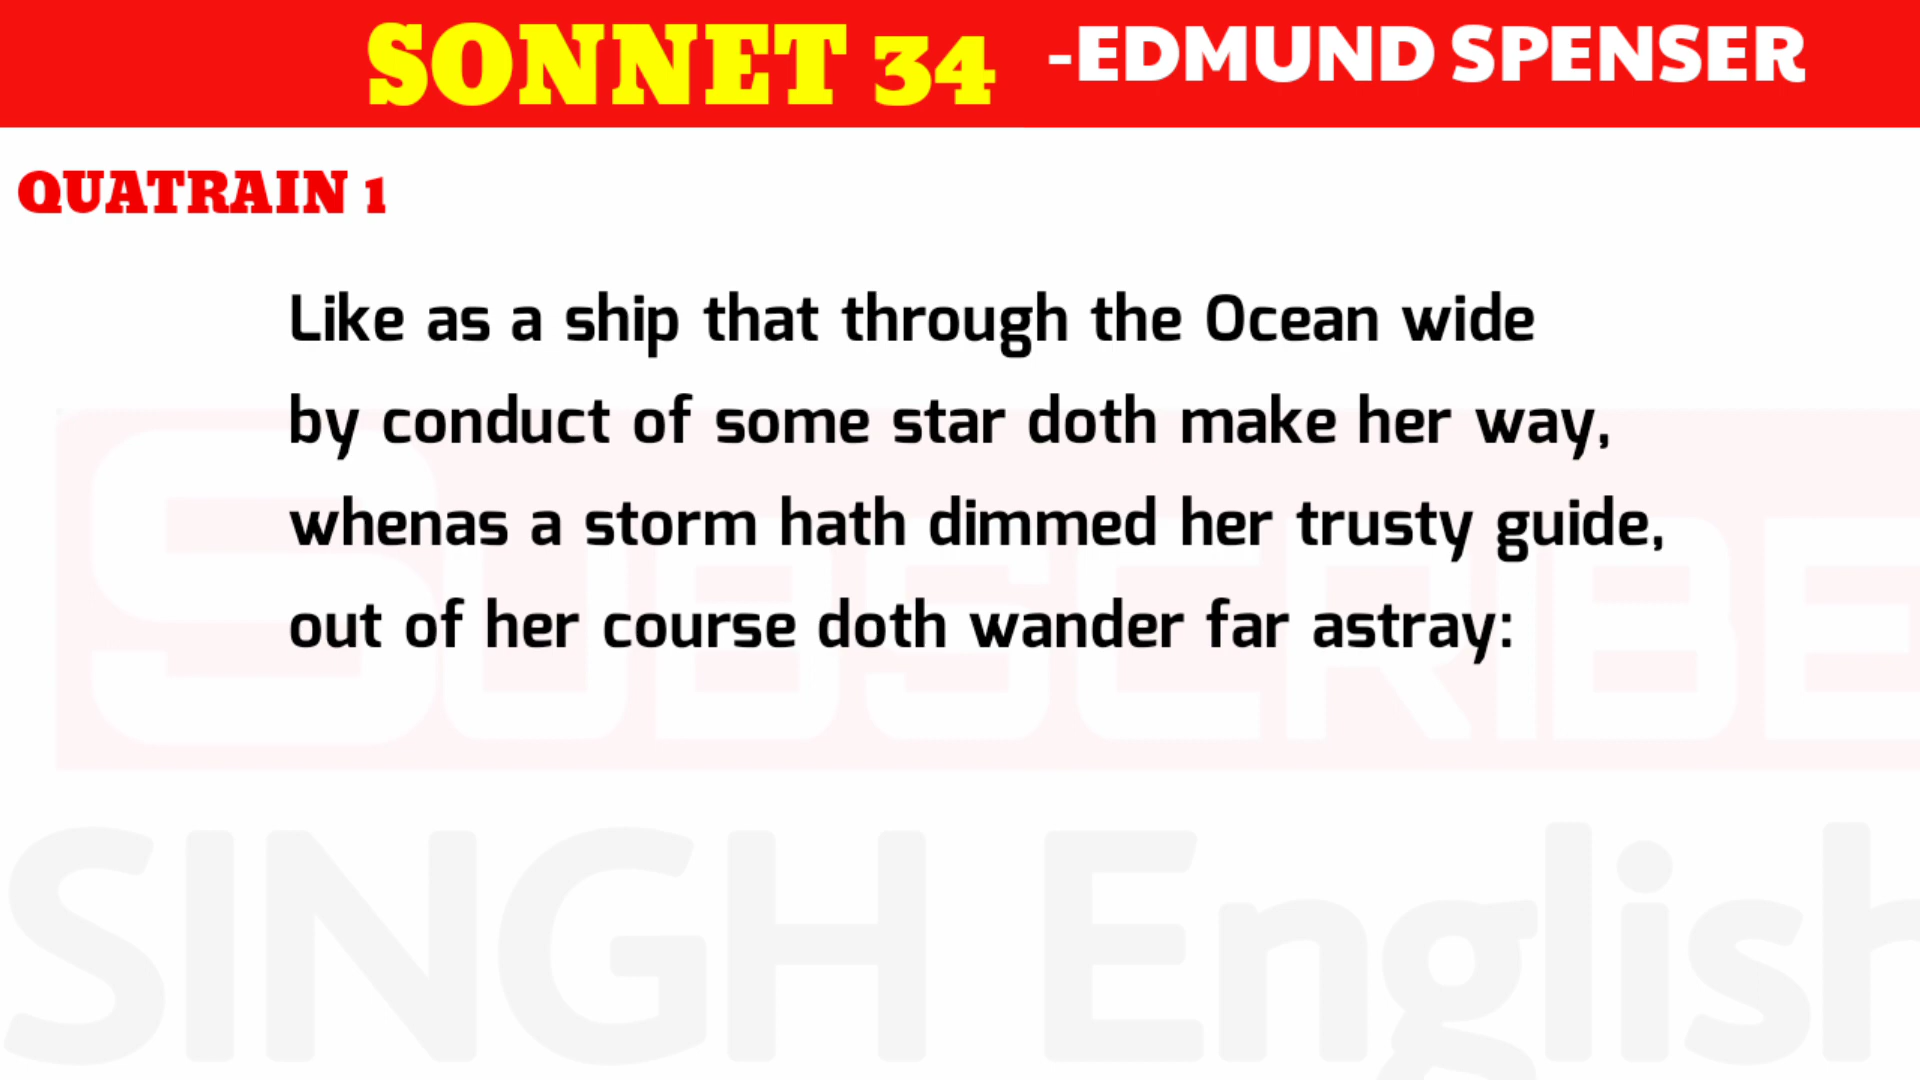 SONNET 34 -EDMUND SPENSER
QUATRAIN 1
Like as a ship that through the Ocean wide
by conduct of some star doth make her way,
whenas a storm hath dimmed her trusty guide,
out of her course doth wander far astray:
SUBSCRIBE
SINGH English